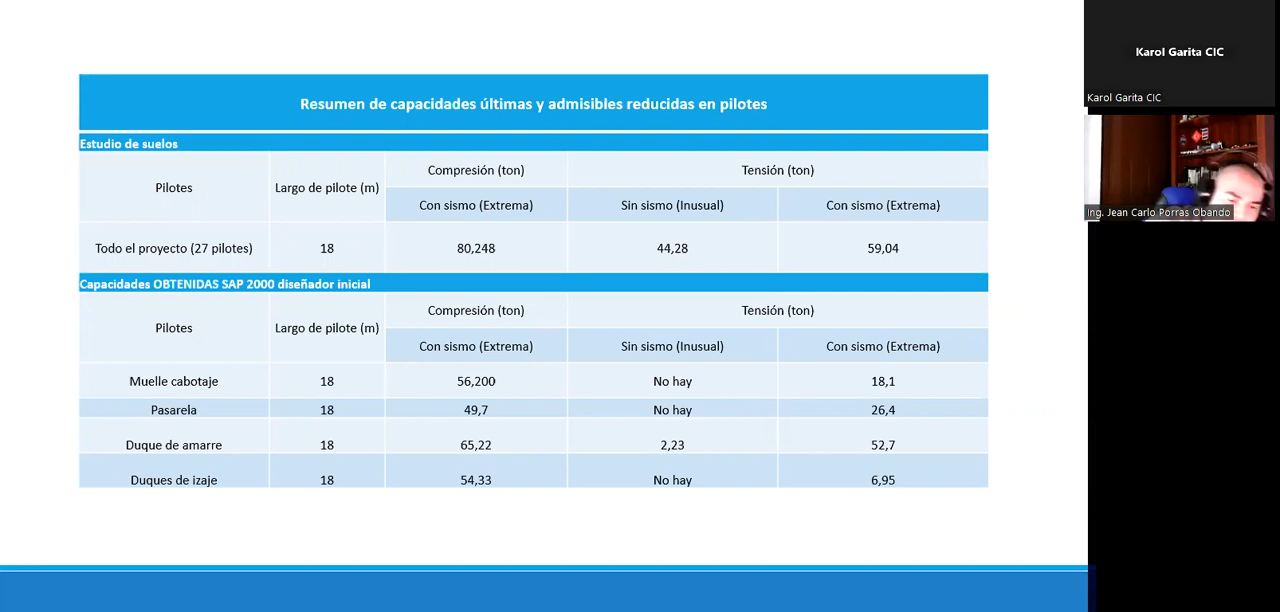 Resumen de capacidades últimas y admisibles reducidas en pilotes
Estudio de suelos
Pilotes
Largo de pilote (m)
Compresión (ton)
Tensión (ton)
Con sismo (Extrema)
Sin sismo (Inusual)
Con sismo (Extrema)
Todo el proyecto (27 pilotes)
18
80,248
44,28
59,04
Capacidades OBTENIDAS SAP 2000 diseñador inicial
Pilotes
Largo de pilote (m)
Compresión (ton)
Tensión (ton)
Con sismo (Extrema)
Sin sismo (Inusual)
Con sismo (Extrema)
Muelle cabotaje
18
56,200
No hay
18,1
Pasarela
18
49,7
No hay
26,4
Duque de amarre
18
65,22
2,23
52,7
Duques de izaje
18
54,33
No hay
6,95
Karol Garita CIC
Karol Garita CIC
Ing. Jean Carlo Porras Obando